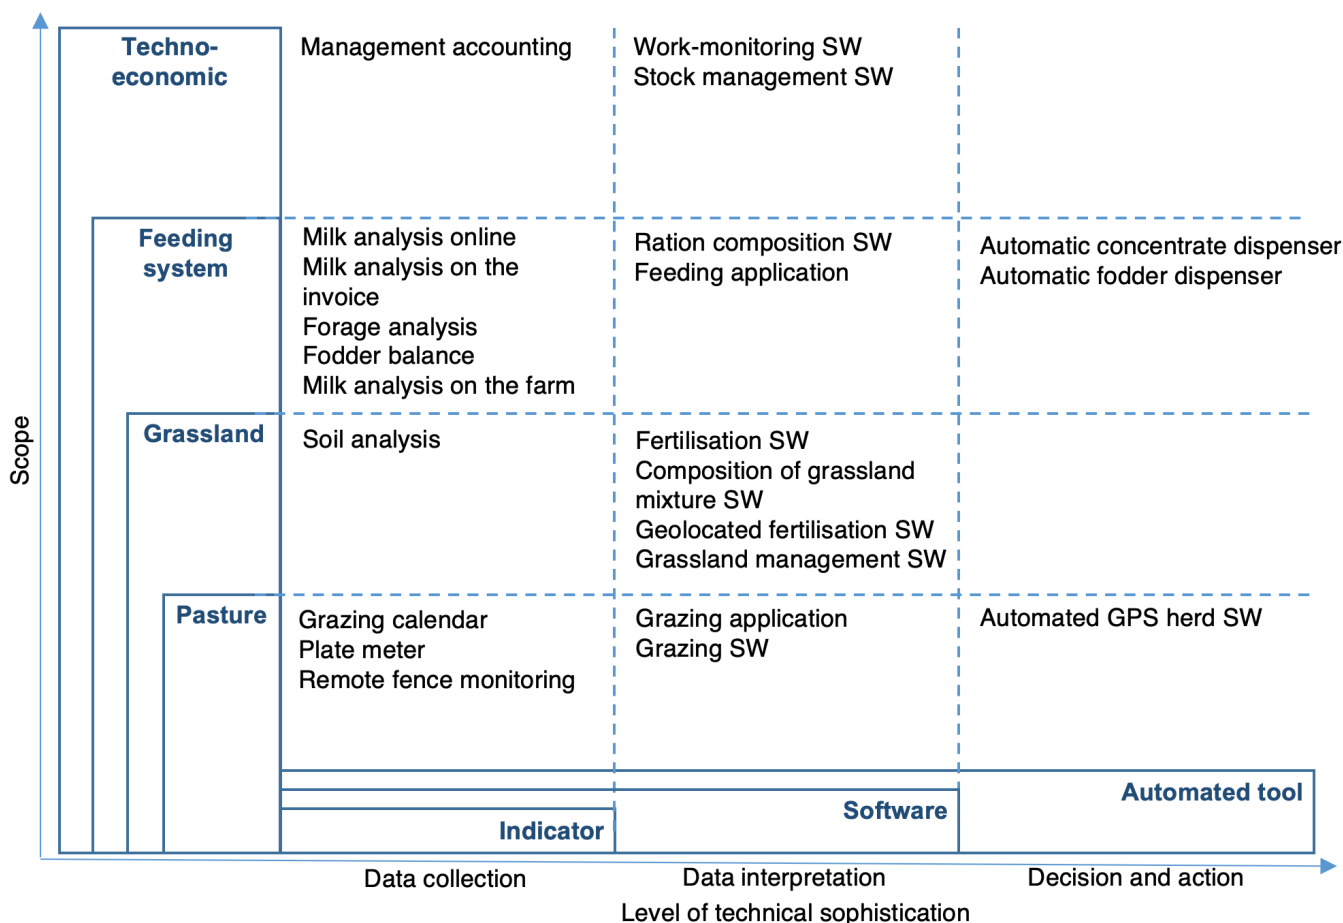 Techno-
economic
Management accounting
Work-monitoring SW
Stock management SW
Feeding
system
Milk analysis online
Milk analysis on the
invoice
Forage analysis
Fodder balance
Milk analysis on the farm
Ration composition SW
Feeding application
Automatic concentrate dispenser
Automatic fodder dispenser
Scope
Grassland
Soil analysis
Fertilisation SW
Composition of grassland
mixture SW
Geolocated fertilisation SW
Grassland management SW
Pasture
Grazing calendar
Plate meter
Remote fence monitoring
Grazing application
Grazing SW
Automated GPS herd SW
Automated tool
Software
Indicator
Data collection
Data interpretation
Decision and action
Level of technical sophistication